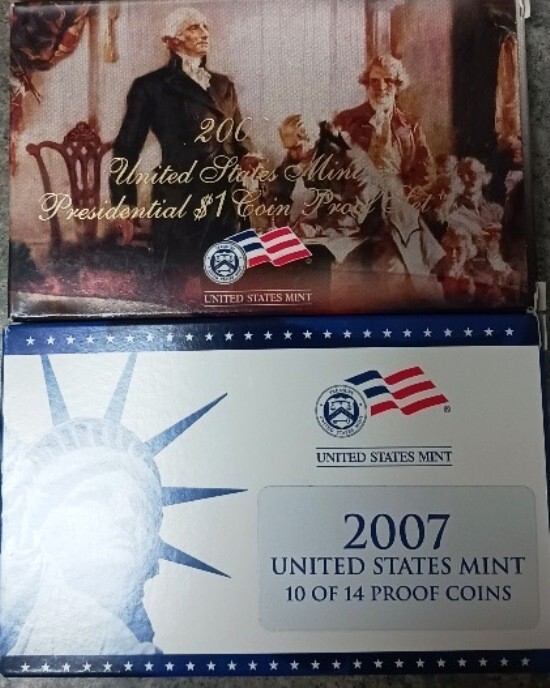 200
United States Mint
Presidential $1 Coin Proof Set
UNITED STATES MINT
®
UNITED STATES MINT
2007
UNITED STATES MINT
10 OF 14 PROOF COINS